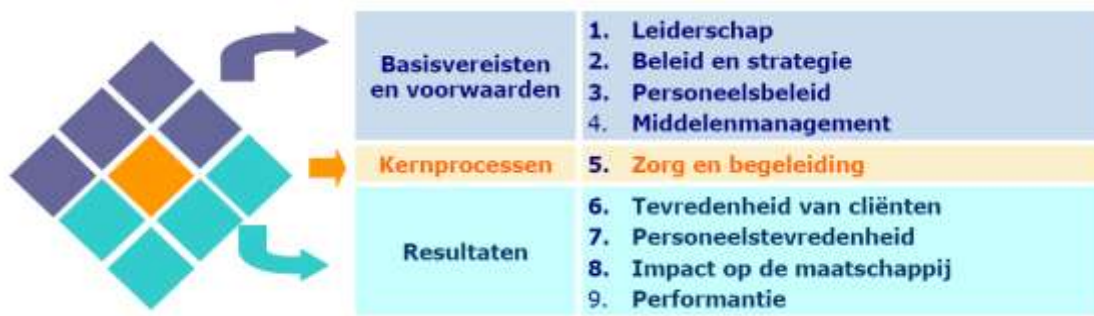 Basisvereisten
en voorwaarden
1. Leiderschap
2. Beleid en strategie
3. Personeelsbeleid
4. Middelenmanagement
Kernprocessen
5. Zorg en begeleiding
Resultaten
6. Tevredenheid van cliënten
7. Personeelstevredenheid
8. Impact op de maatschappij
9. Performantie